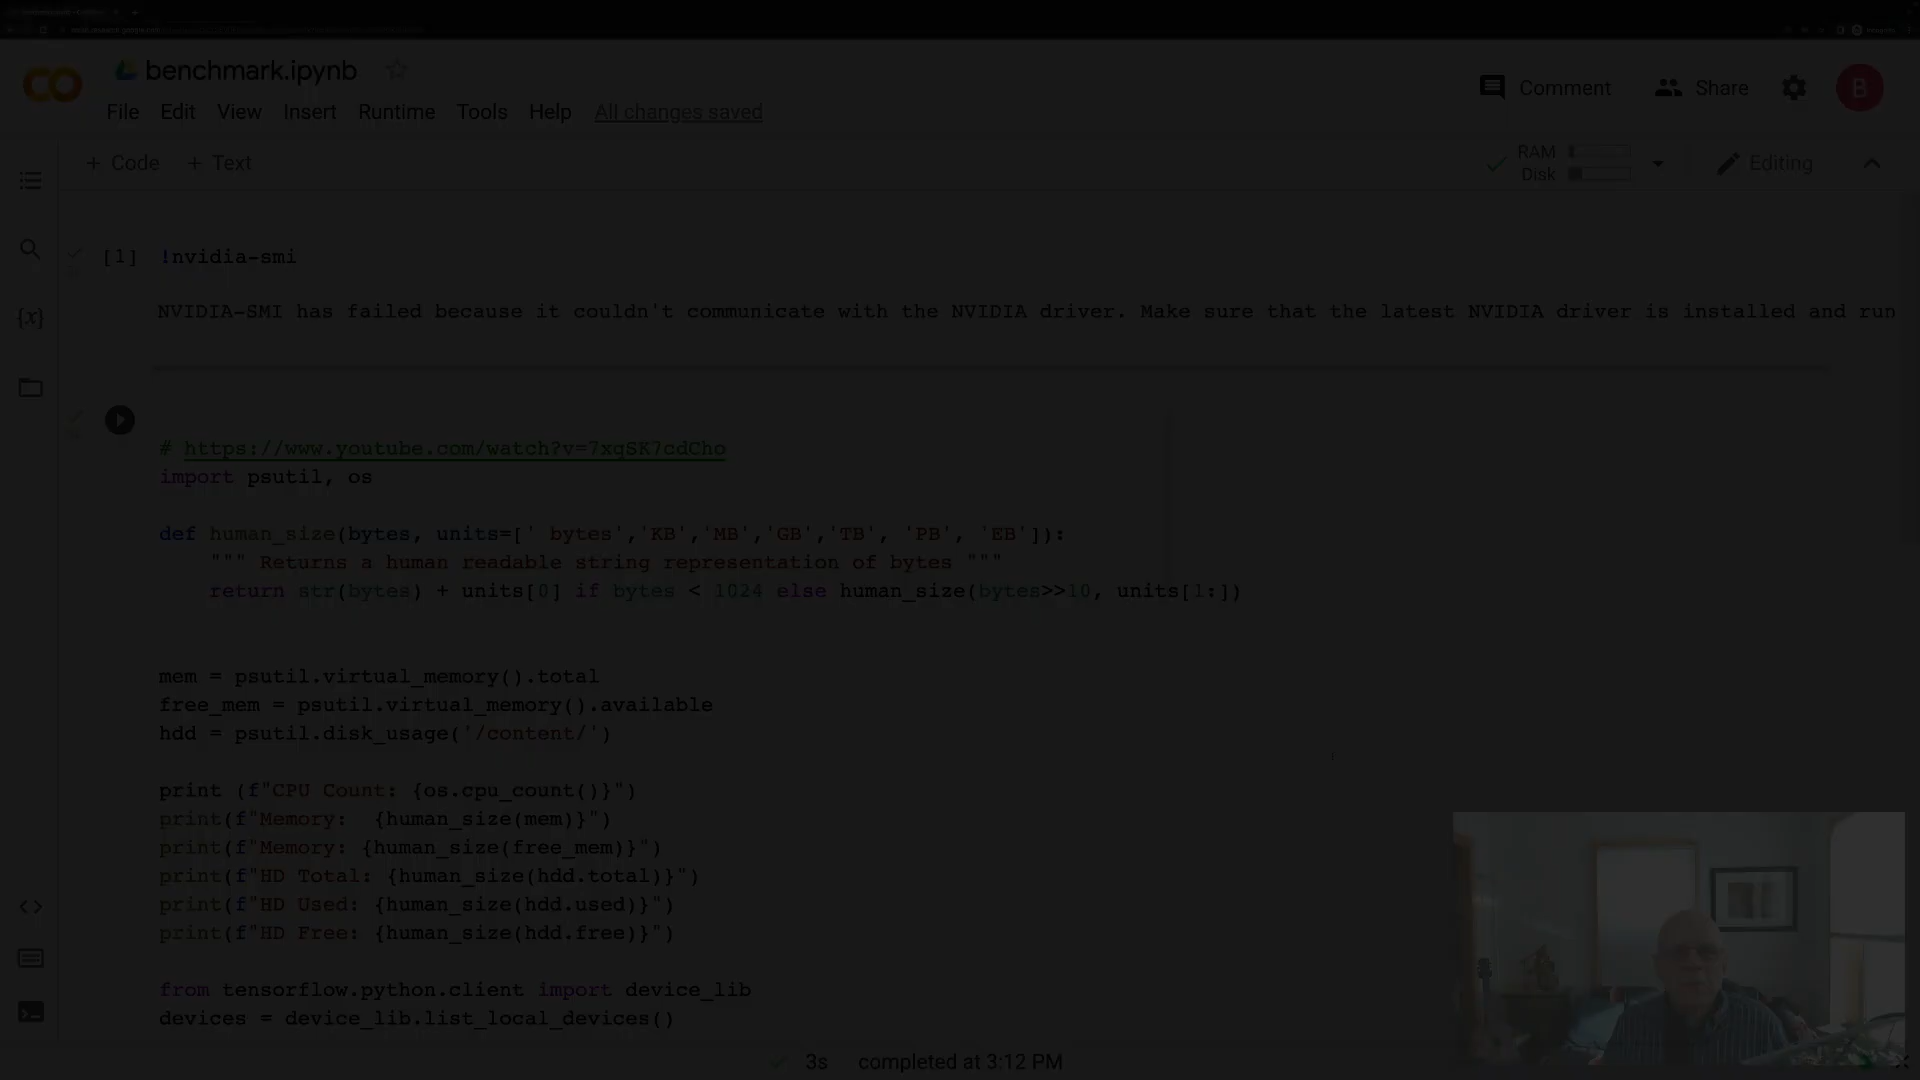 benchmark.ipynb
File Edit View Insert Runtime Tools Help All changes saved
Comment Share B
+ Code + Text
RAM
Disk
Editing
[1] !nvidia-smi
NVIDIA-SMI has failed because it couldn't communicate with the NVIDIA driver. Make sure that the latest NVIDIA driver is installed and run
{x}
# https://www.youtube.com/watch?v=7xqSK7cdCho
import psutil, os
def human_size(bytes, units=[' bytes','KB','MB','GB','TB', 'PB', 'EB']):
""" Returns a human readable string representation of bytes """
return str(bytes) + units[0] if bytes < 1024 else human_size(bytes>>10, units[1:])
mem = psutil.virtual_memory().total
free_mem = psutil.virtual_memory().available
hdd = psutil.disk_usage('/content/')
print (f"CPU Count: {os.cpu_count()}")
print(f"Memory:  {human_size(mem)}")
print(f"Memory: {human_size(free_mem)}")
print(f"HD Total: {human_size(hdd.total)}")
print(f"HD Used: {human_size(hdd.used)}")
print(f"HD Free: {human_size(hdd.free)}")
from tensorflow.python.client import device_lib
devices = device_lib.list_local_devices()
3s completed at 3:12 PM